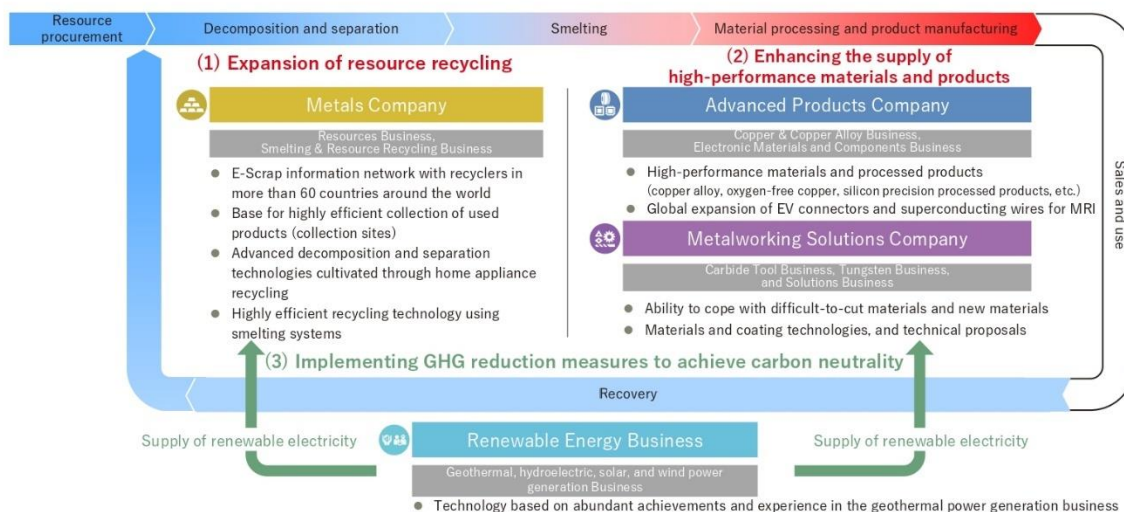 Resource
procurement
Decomposition and separation
Smelting
Material processing and product manufacturing
(1) Expansion of resource recycling
Metals Company
Resources Business,
Smelting & Resource Recycling Business
● E-Scrap information network with recyclers in
more than 60 countries around the world
● Base for highly efficient collection of used
products (collection sites)
● Advanced decomposition and separation
technologies cultivated through home appliance
recycling
● Highly efficient recycling technology using
smelting systems
(2) Enhancing the supply of
high-performance materials and products
Advanced Products Company
Copper & Copper Alloy Business,
Electronic Materials and Components Business
● High-performance materials and processed products
(copper alloy, oxygen-free copper, silicon precision processed products, etc.)
● Global expansion of EV connectors and superconducting wires for MRI
Metalworking Solutions Company
Carbide Tool Business, Tungsten Business,
and Solutions Business
● Ability to cope with difficult-to-cut materials and new materials
● Materials and coating technologies, and technical proposals
Sales and use
(3) Implementing GHG reduction measures to achieve carbon neutrality
Recovery
Supply of renewable electricity
Renewable Energy Business
Supply of renewable electricity
Geothermal, hydroelectric, solar, and wind power
generation Business
● Technology based on abundant achievements and experience in the geothermal power generation business